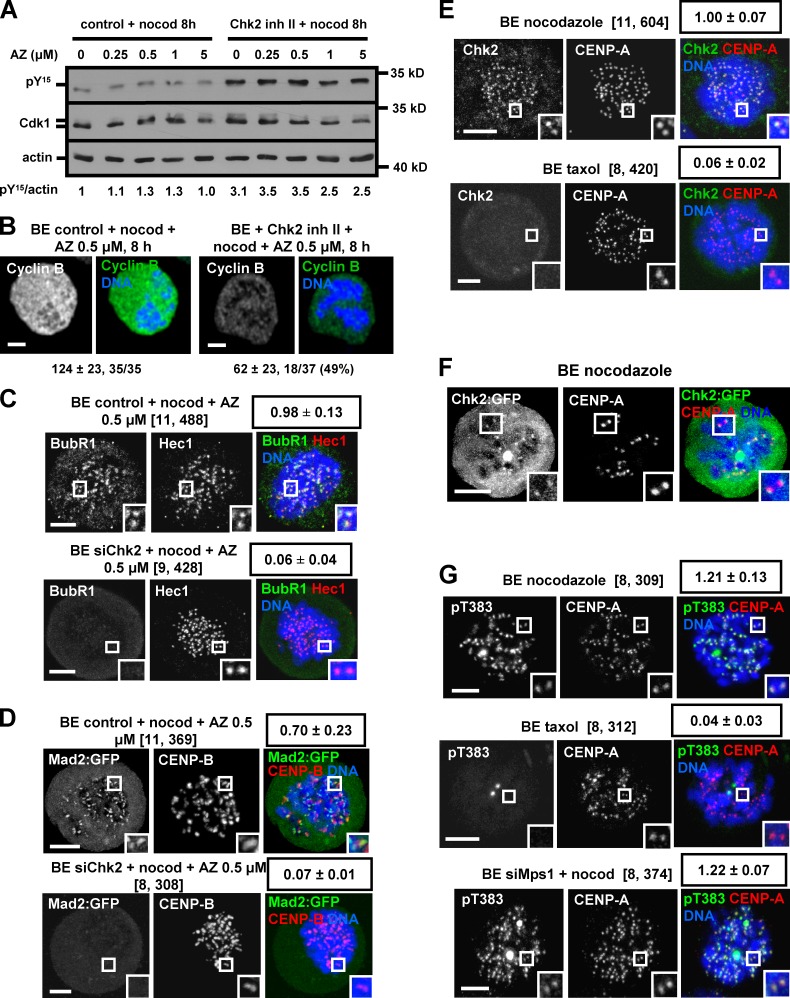 A
control + nocod 8h
Chk2 inh II + nocod 8h
AZ (µM)
0 0.25 0.5 1 5 0 0.25 0.5 1 5
pY15
35 kD
35 kD
Cdk1
actin
40 kD
pY15/actin
1 1.1 1.3 1.3 1.0 3.1 3.5 3.5 2.5 2.5
B
BE control + nocod +
AZ 0.5 µM, 8 h
BE + Chk2 inh II +
nocod + AZ 0.5 µM, 8 h
Cyclin B
Cyclin B
DNA
Cyclin B
Cyclin B
DNA
124 ± 23, 35/35
62 ± 23, 18/37 (49%)
C
BE control + nocod + AZ
0.5 µM [11, 488]
0.98 ± 0.13
BubR1
Hec1
BubR1 Hec1
DNA
BE siChk2 + nocod + AZ
0.5 µM [9, 428]
0.06 ± 0.04
BubR1
Hec1
BubR1 Hec1
DNA
D
BE control + nocod + AZ 0.5
µM [11, 369]
0.70 ± 0.23
Mad2:GFP
CENP-B
Mad2:GFP
CENP-B DNA
BE siChk2 + nocod + AZ 0.5 µM
[8, 308]
0.07 ± 0.01
Mad2:GFP
CENP-B
Mad2:GFP
CENP-B DNA
E
BE nocodazole [11, 604]
1.00 ± 0.07
Chk2
CENP-A
Chk2 CENP-A
DNA
BE taxol [8, 420]
0.06 ± 0.02
Chk2
CENP-A
Chk2 CENP-A
DNA
F
BE nocodazole
Chk2:GFP
CENP-A
Chk2:GFP
CENP-A DNA
G
BE nocodazole [8, 309]
1.21 ± 0.13
pT383
CENP-A
pT383 CENP-A
DNA
BE taxol [8, 312]
0.04 ± 0.03
pT383
CENP-A
pT383 CENP-A
DNA
BE siMps1 + nocod [8, 374]
1.22 ± 0.07
pT383
CENP-A
pT383 CENP-A
DNA